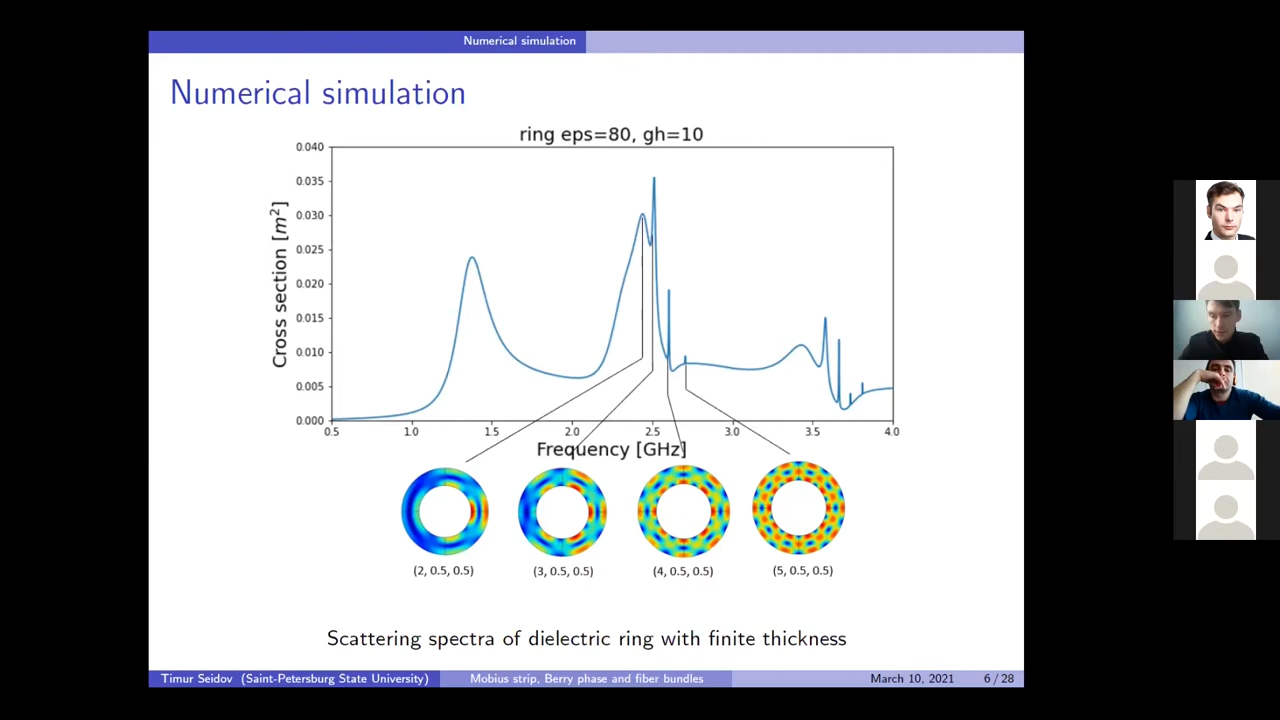 Numerical simulation
Numerical simulation
ring eps=80, gh=10
Cross section [m²]
0.040
0.035
0.030
0.025
0.020
0.015
0.010
0.005
0.000
0.5 1.0 1.5 2.0 2.5 3.0 3.5 4.0
Frequency [GHz]
(2, 0.5, 0.5) (3, 0.5, 0.5) (4, 0.5, 0.5) (5, 0.5, 0.5)
Scattering spectra of dielectric ring with finite thickness
Timur Seidov (Saint-Petersburg State University) Mobius strip, Berry phase and fiber bundles March 10, 2021 6 / 28